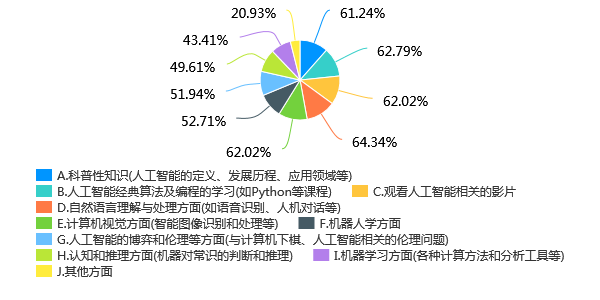 20.93%
61.24%
43.41%
62.79%
49.61%
51.94%
62.02%
52.71%
64.34%
62.02%
A.科普性知识(人工智能的定义、发展历程、应用领域等)
B.人工智能经典算法及编程的学习(如Python等课程) C.观看人工智能相关的影片
D.自然语言理解与处理方面(如语音识别、人机对话等)
E.计算机视觉方面(智能图像识别和处理等) F.机器人学方面
G.人工智能的博弈和伦理等方面(与计算机下棋、人工智能相关的伦理问题)
H.认知和推理方面(机器对常识的判断和推理) I.机器学习方面(各种计算方法和分析工具等)
J.其他方面